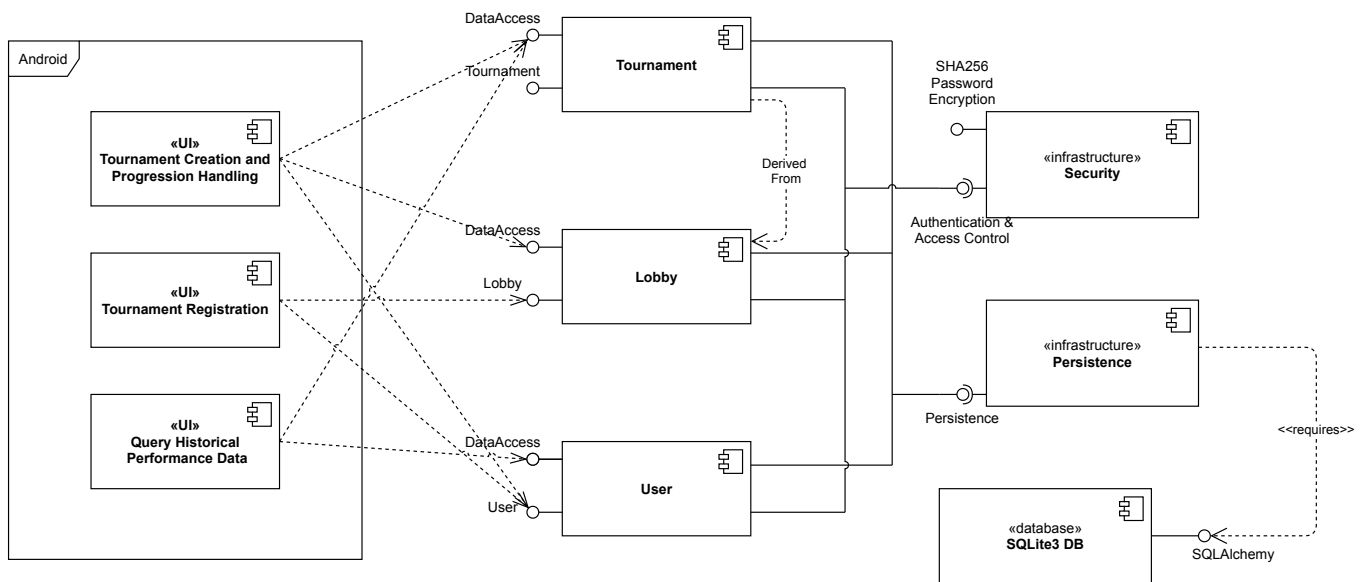 Android
«UI»
Tournament Creation and
Progression Handling
«UI»
Tournament Registration
«UI»
Query Historical
Performance Data
DataAccess
Tournament
Tournament
Derived
From
DataAccess
Lobby
Lobby
DataAccess
User
User
SHA256
Password
Encryption
«infrastructure»
Security
Authentication &
Access Control
«infrastructure»
Persistence
Persistence
<<requires>>
«database»
SQLite3 DB
SQLAlchemy